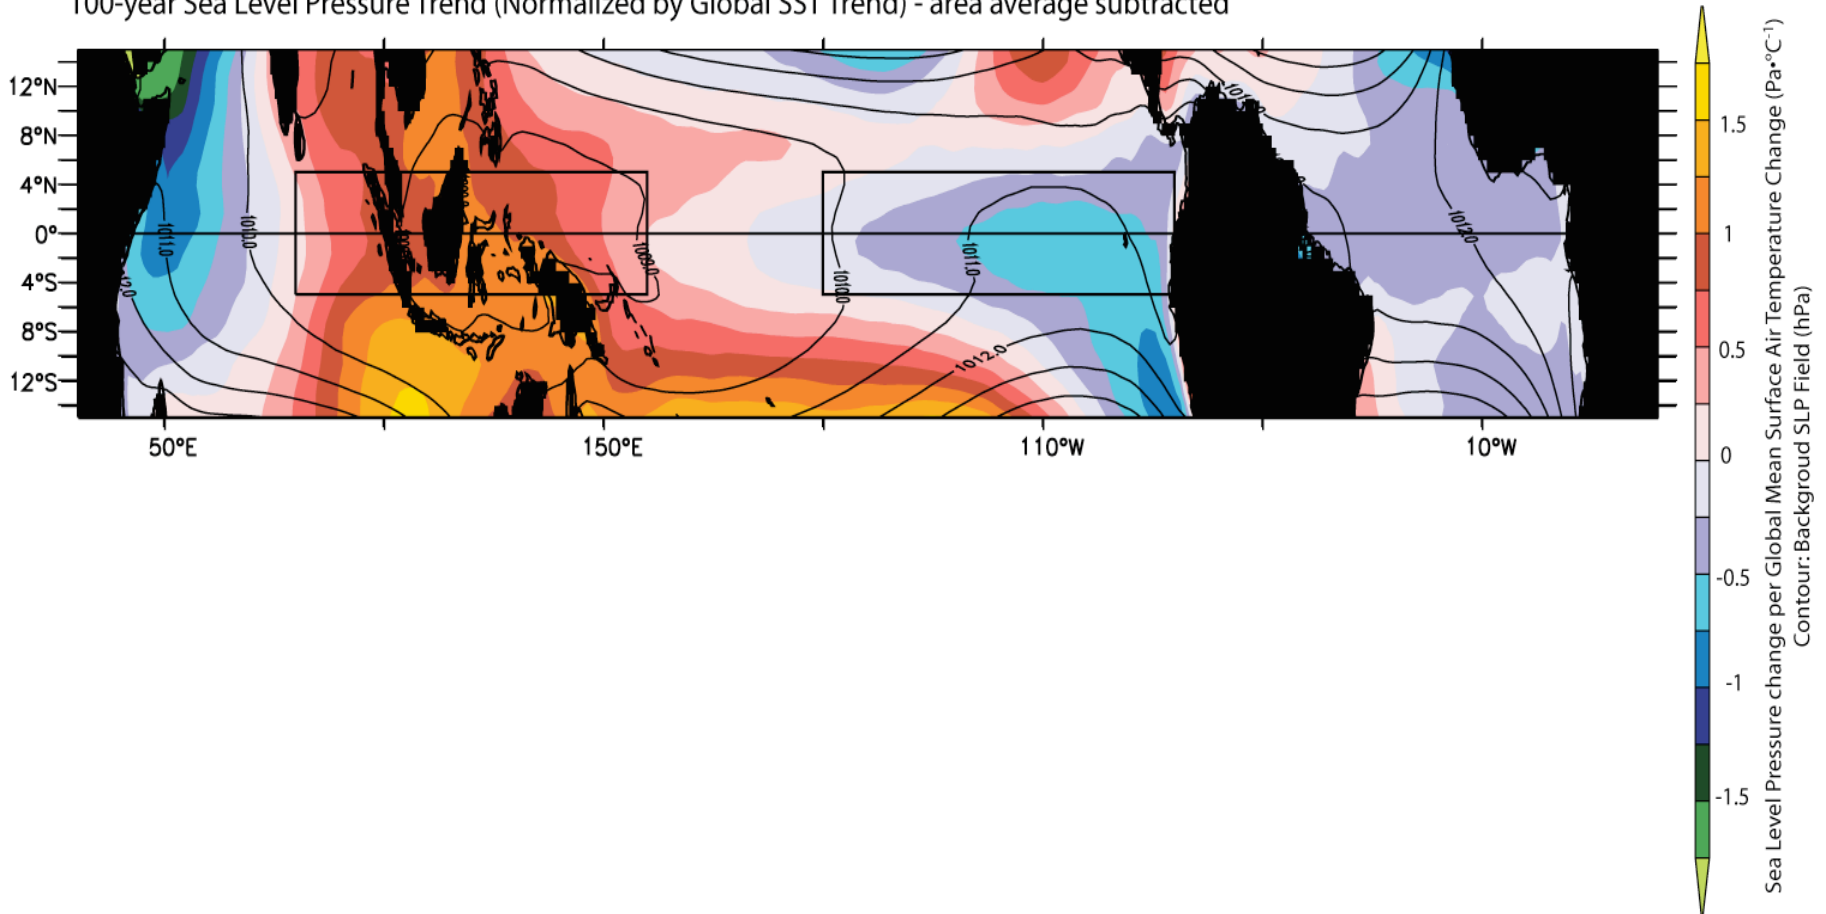 100-year Sea Level Pressure Trend (Normalized by Global SST Trend) - area average subtracted
12°N
8°N
4°N
0°
4°S
8°S
12°S
50°E
150°E
110°W
10°W
1011.0
1010.0
1009.0
1010.0
1011.0
1012.0
1012.0
1.5
1
0.5
0
-0.5
-1
-1.5
Sea Level Pressure change per Global Mean Surface Air Temperature Change (Pa•°C⁻¹)
Contour: Backgroud SLP Field (hPa)